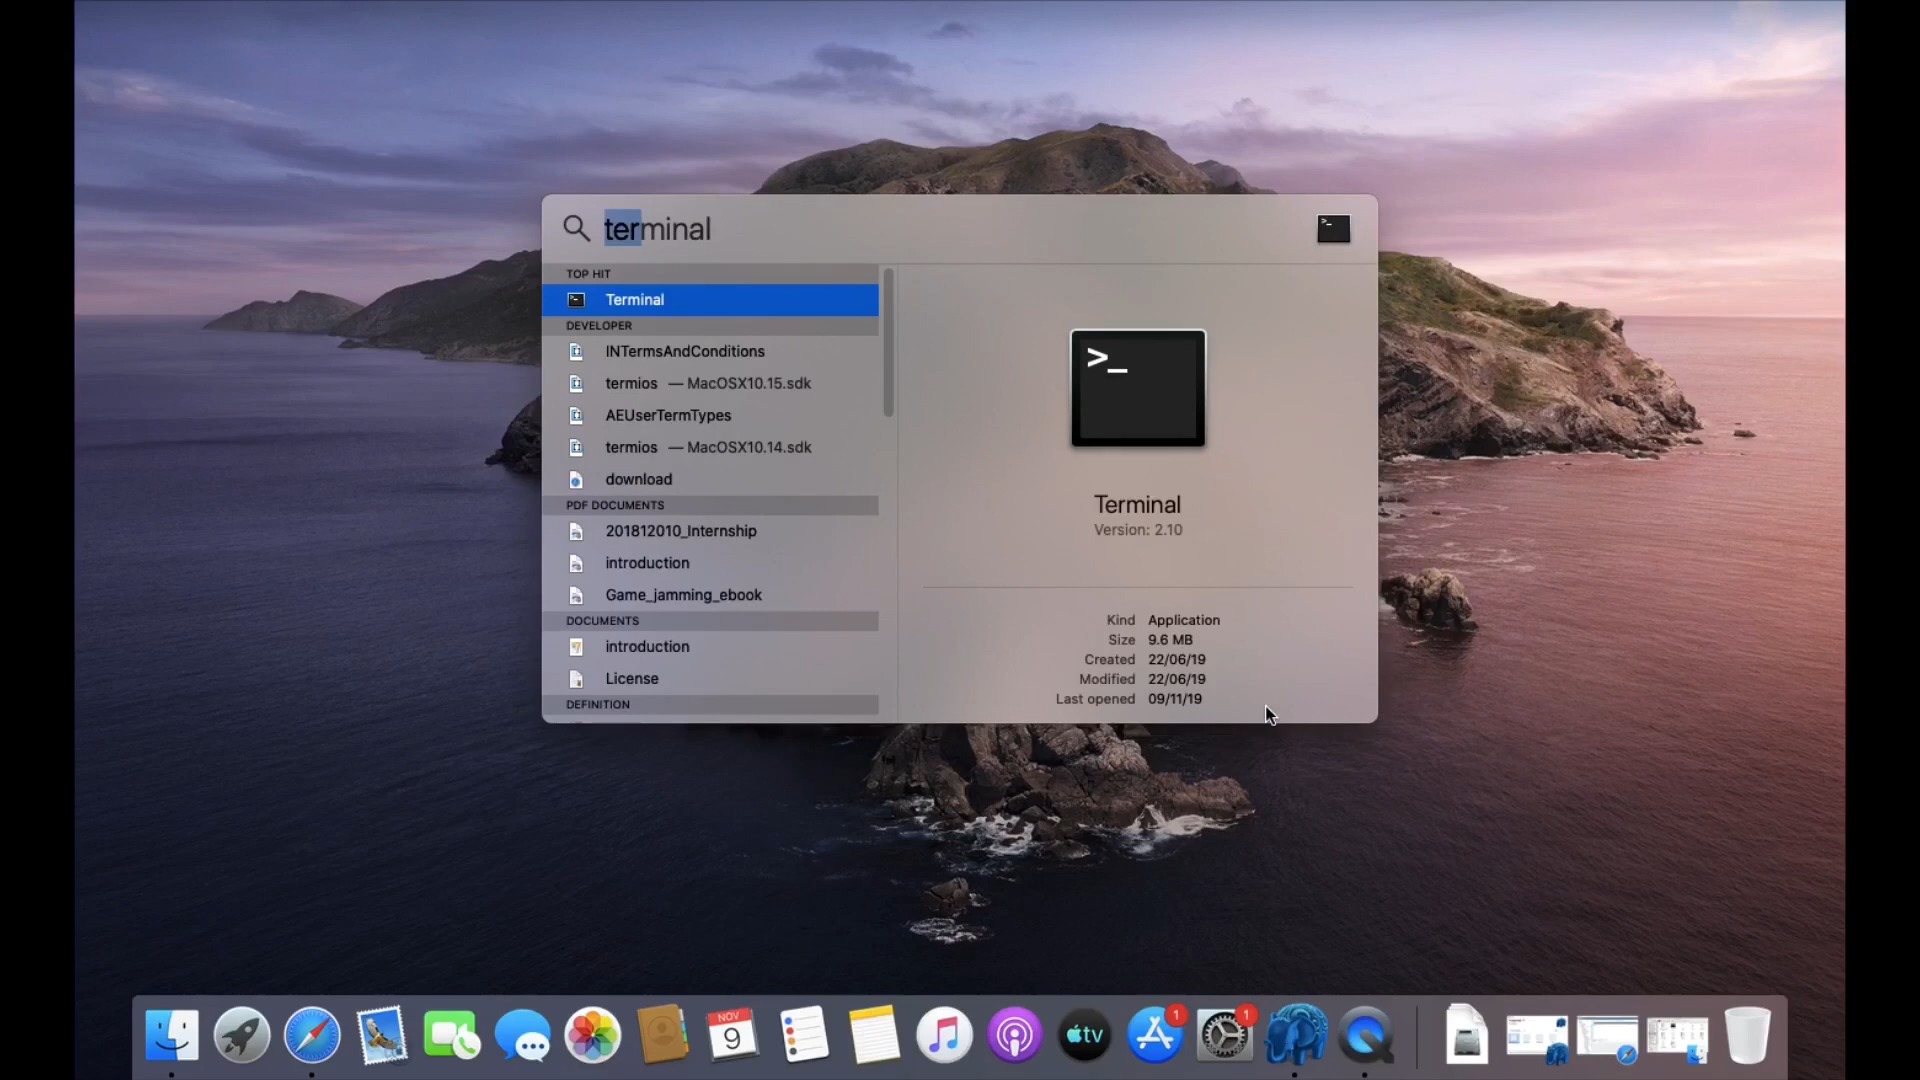 terminal
>_
TOP HIT
Terminal
DEVELOPER
INTermsAndConditions
termios — MacOSX10.15.sdk
AEUserTermTypes
termios — MacOSX10.14.sdk
download
PDF DOCUMENTS
201812010_Internship
introduction
Game_jamming_ebook
DOCUMENTS
introduction
License
DEFINITION
>_
Terminal
Version: 2.10
Kind Application
Size 9.6 MB
Created 22/06/19
Modified 22/06/19
Last opened 09/11/19
NOV
9
tv
1
1